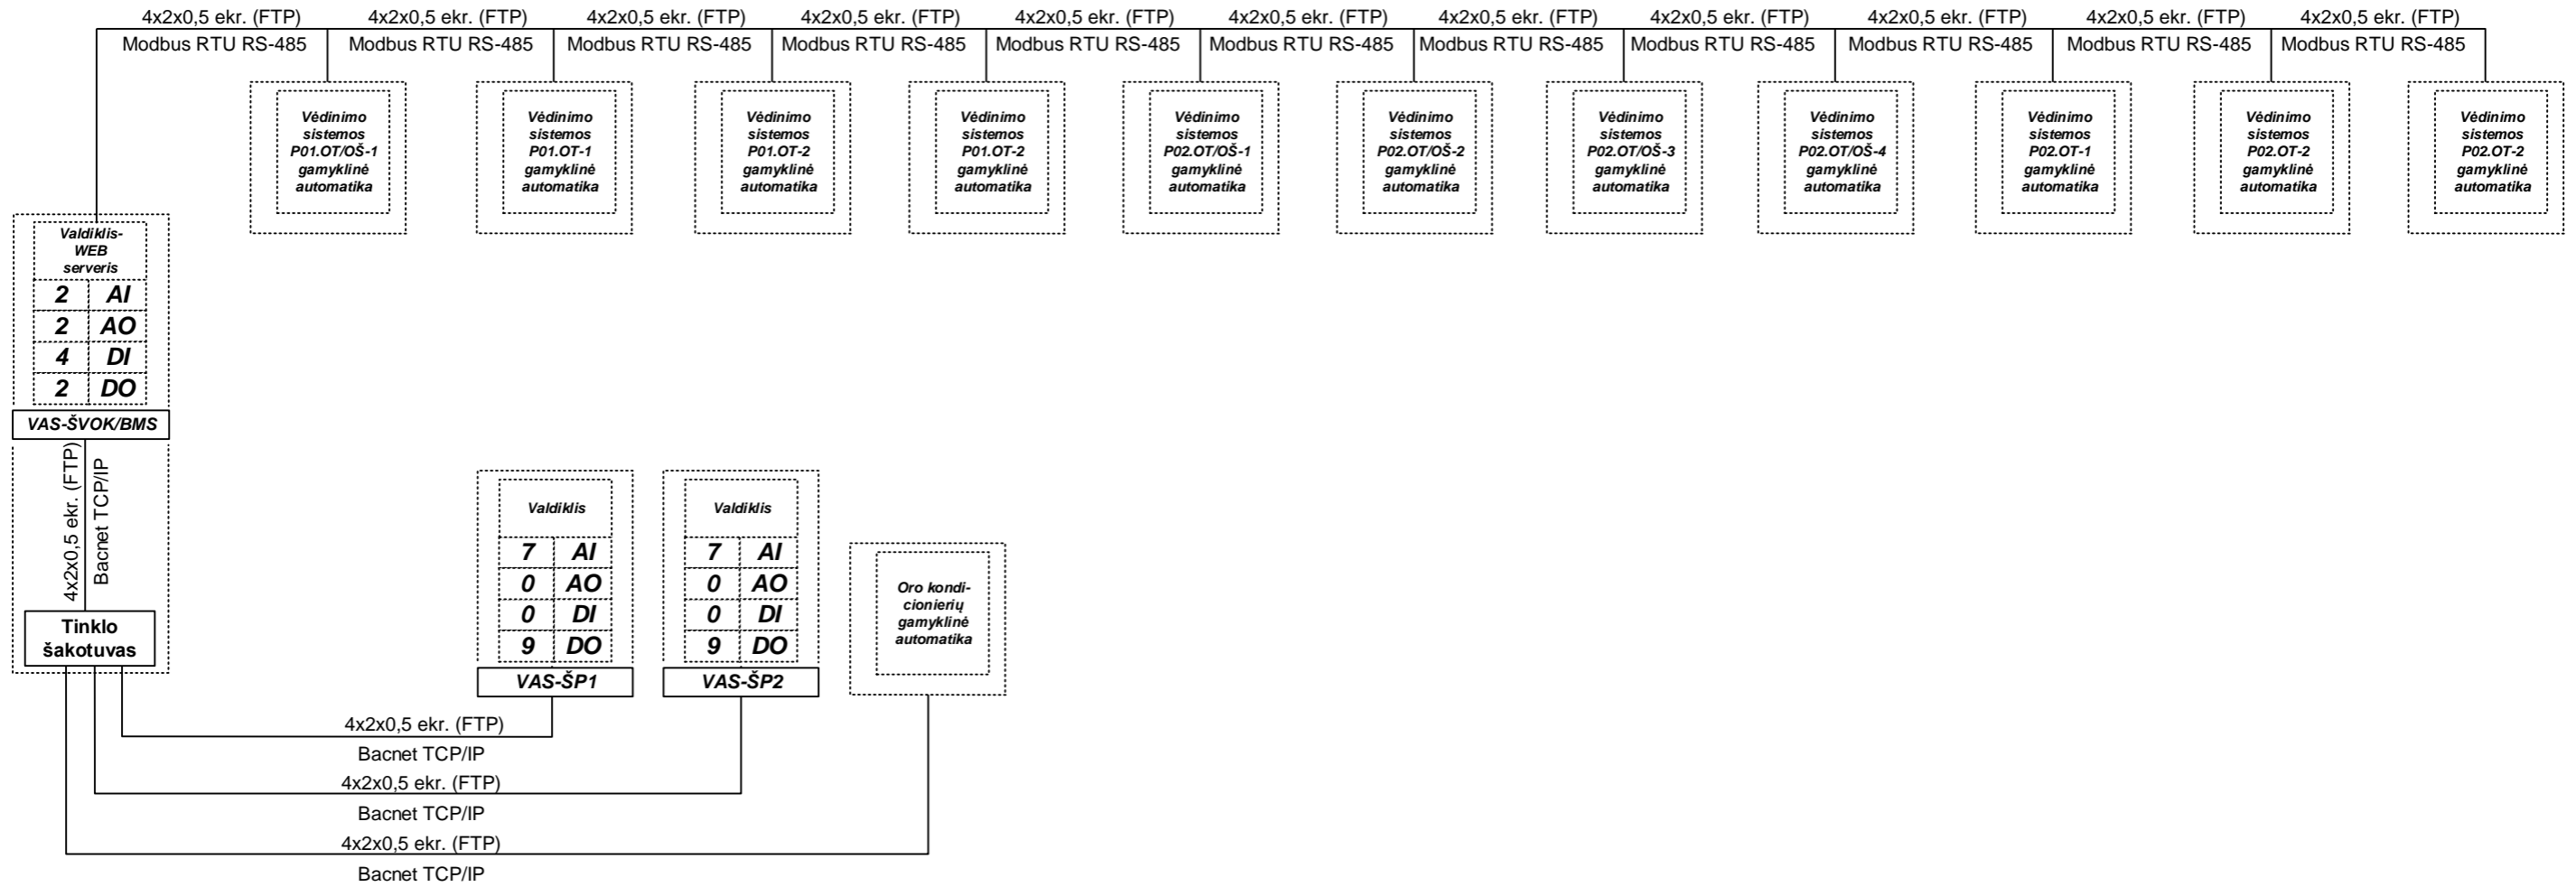 4x2x0,5 ekr. (FTP) 4x2x0,5 ekr. (FTP) 4x2x0,5 ekr. (FTP) 4x2x0,5 ekr. (FTP) 4x2x0,5 ekr. (FTP) 4x2x0,5 ekr. (FTP) 4x2x0,5 ekr. (FTP) 4x2x0,5 ekr. (FTP) 4x2x0,5 ekr. (FTP) 4x2x0,5 ekr. (FTP) 4x2x0,5 ekr. (FTP)
Modbus RTU RS-485 Modbus RTU RS-485 Modbus RTU RS-485 Modbus RTU RS-485 Modbus RTU RS-485 Modbus RTU RS-485 Modbus RTU RS-485 Modbus RTU RS-485 Modbus RTU RS-485 Modbus RTU RS-485 Modbus RTU RS-485
Vėdinimo
sistemos
P01.OT/OŠ-1
gamyklinė
automatika
Vėdinimo
sistemos
P01.OT-1
gamyklinė
automatika
Vėdinimo
sistemos
P01.OT-2
gamyklinė
automatika
Vėdinimo
sistemos
P01.OT-2
gamyklinė
automatika
Vėdinimo
sistemos
P02.OT/OŠ-1
gamyklinė
automatika
Vėdinimo
sistemos
P02.OT/OŠ-2
gamyklinė
automatika
Vėdinimo
sistemos
P02.OT/OŠ-3
gamyklinė
automatika
Vėdinimo
sistemos
P02.OT/OŠ-4
gamyklinė
automatika
Vėdinimo
sistemos
P02.OT-1
gamyklinė
automatika
Vėdinimo
sistemos
P02.OT-2
gamyklinė
automatika
Vėdinimo
sistemos
P02.OT-2
gamyklinė
automatika
Valdiklis-
WEB
serveris
2 AI
2 AO
4 DI
2 DO
VAS-ŠVOK/BMS
4x2x0,5 ekr. (FTP)
Bacnet TCP/IP
Tinklo
šakotuvas
Valdiklis
7 AI
0 AO
0 DI
9 DO
VAS-ŠP1
Valdiklis
7 AI
0 AO
0 DI
9 DO
VAS-ŠP2
Oro kondi-
cionierių
gamyklinė
automatika
4x2x0,5 ekr. (FTP)
Bacnet TCP/IP
4x2x0,5 ekr. (FTP)
Bacnet TCP/IP
4x2x0,5 ekr. (FTP)
Bacnet TCP/IP